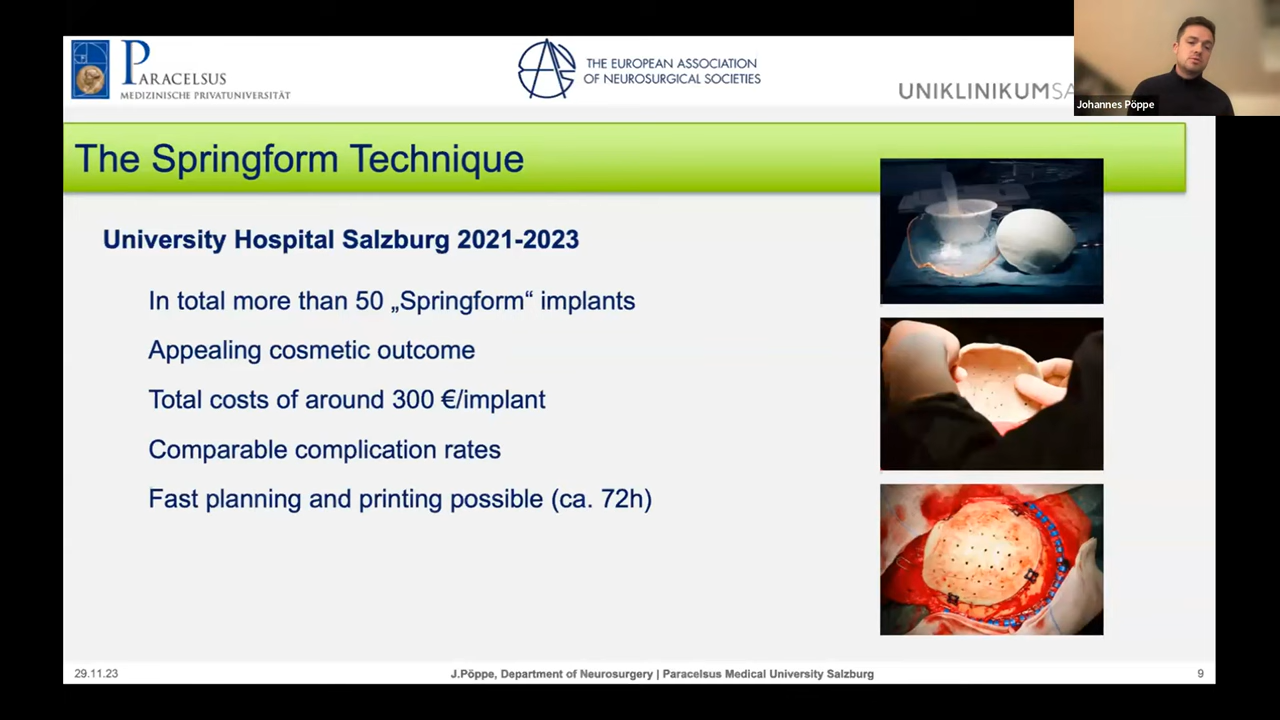 PARACELSUS
MEDIZINISCHE PRIVATUNIVERSITÄT
THE EUROPEAN ASSOCIATION
OF NEUROSURGICAL SOCIETIES
UNIKLINIKUMSA
Johannes Pöppe
The Springform Technique
University Hospital Salzburg 2021-2023
In total more than 50 „Springform“ implants
Appealing cosmetic outcome
Total costs of around 300 €/implant
Comparable complication rates
Fast planning and printing possible (ca. 72h)
29.11.23
J.Pöppe, Department of Neurosurgery | Paracelsus Medical University Salzburg
9